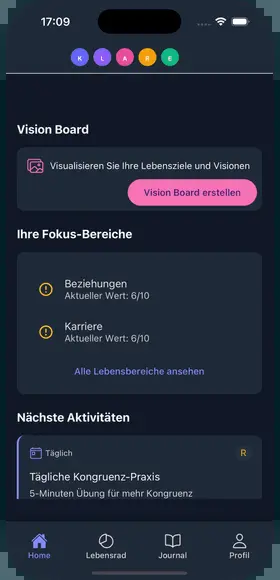 17:09
K L A R E
Vision Board
Visualisieren Sie Ihre Lebensziele und Visionen
Vision Board erstellen
Ihre Fokus-Bereiche
Beziehungen
Aktueller Wert: 6/10
Karriere
Aktueller Wert: 6/10
Alle Lebensbereiche ansehen
Nächste Aktivitäten
Täglich R
Tägliche Kongruenz-Praxis
5-Minuten Übung für mehr Kongruenz
Home Lebensrad Journal Profil